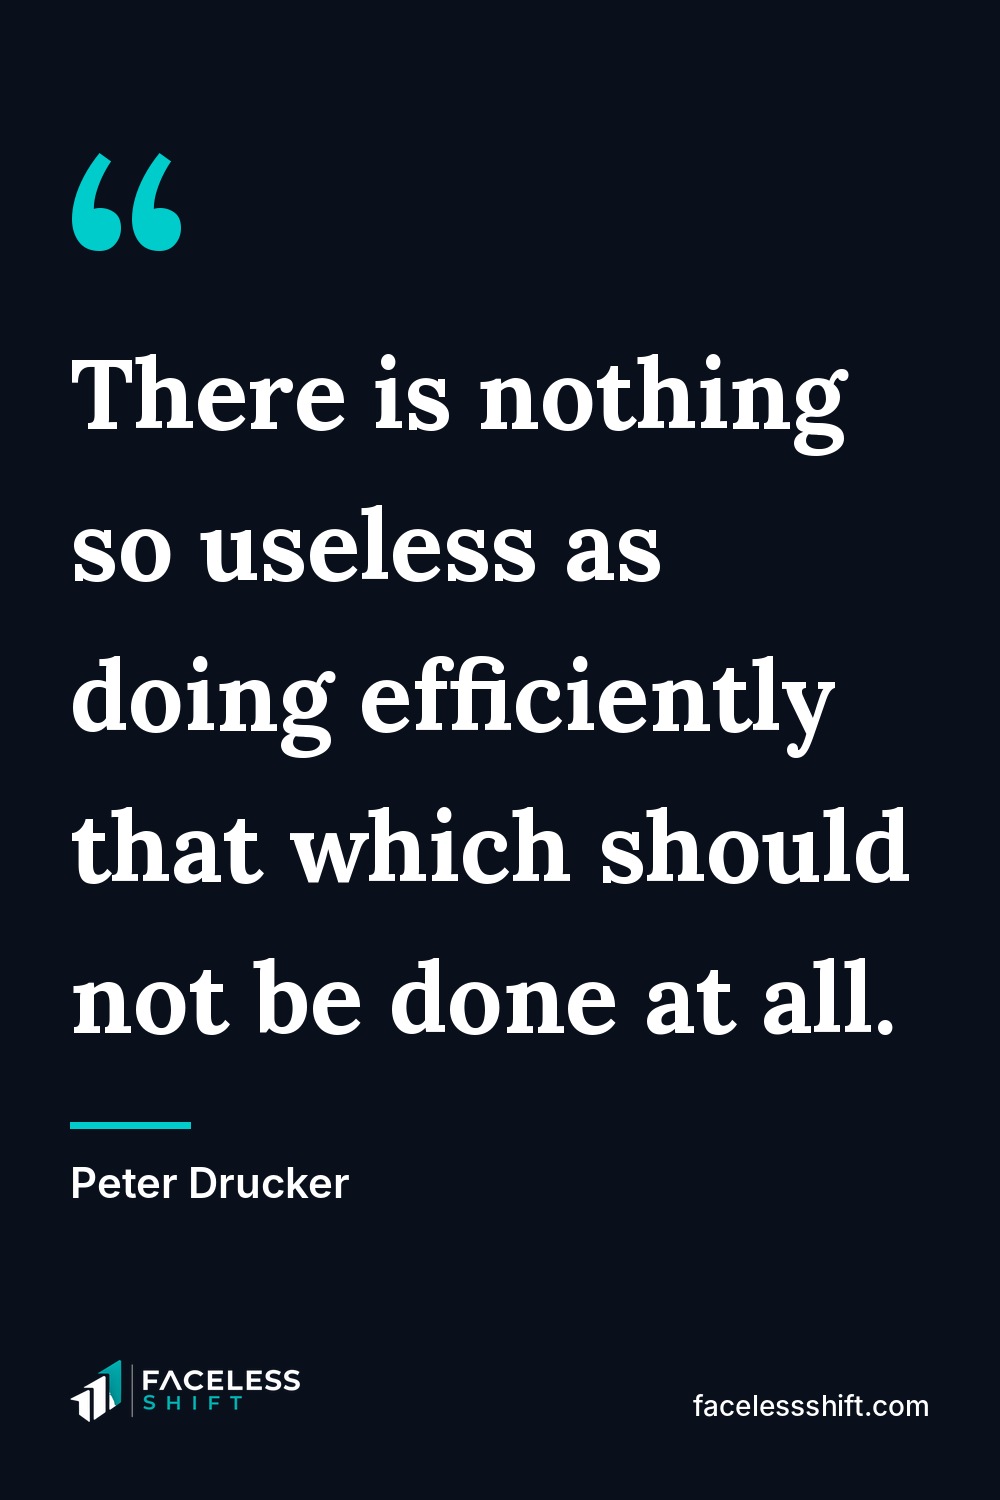 “
There is nothing
so useless as
doing efficiently
that which should
not be done at all.
Peter Drucker
FACELESS
SHIFT
facelessshift.com